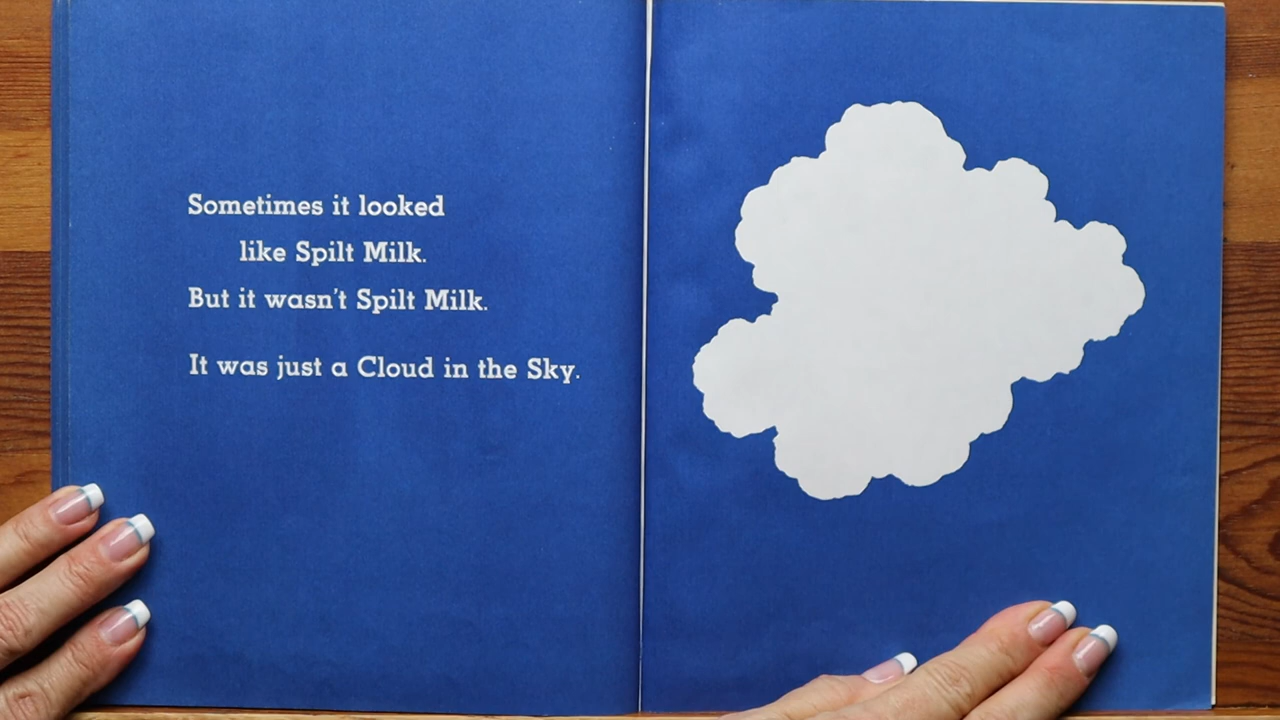 Sometimes it looked
like Spilt Milk.
But it wasn't Spilt Milk.
It was just a Cloud in the Sky.